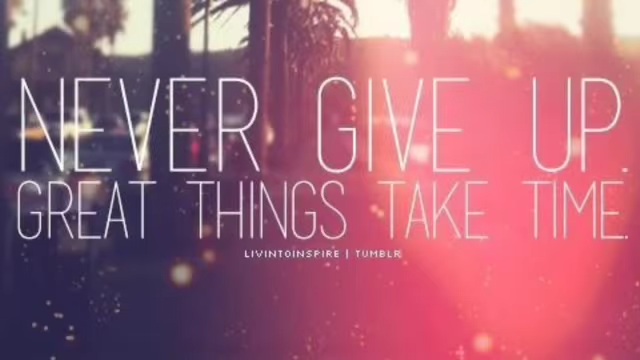 NEVER GIVE UP.
GREAT THINGS TAKE TIME.
LIVINTOINSPIRE | TUMBLR